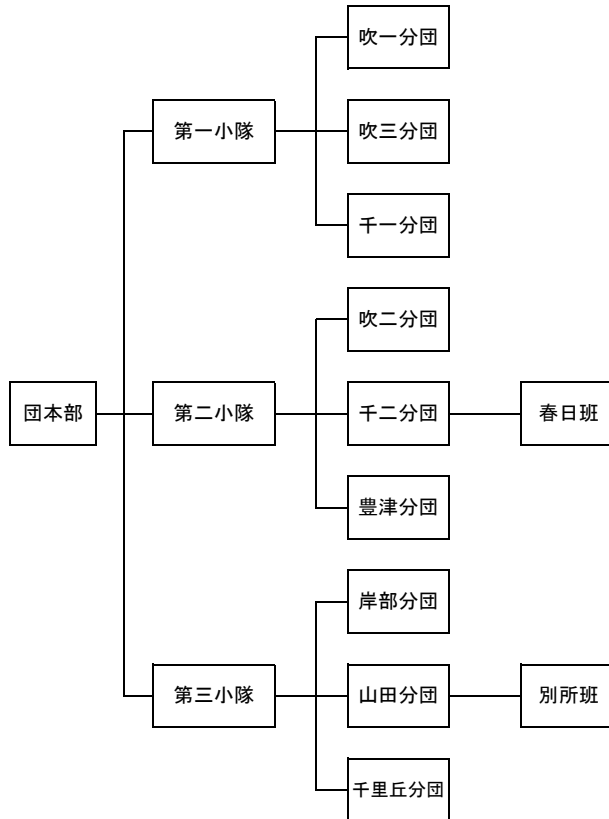 吹一分団
第一小隊
吹三分団
千一分団
吹二分団
団本部
第二小隊
千二分団
春日班
豊津分団
岸部分団
第三小隊
山田分団
別所班
千里丘分団